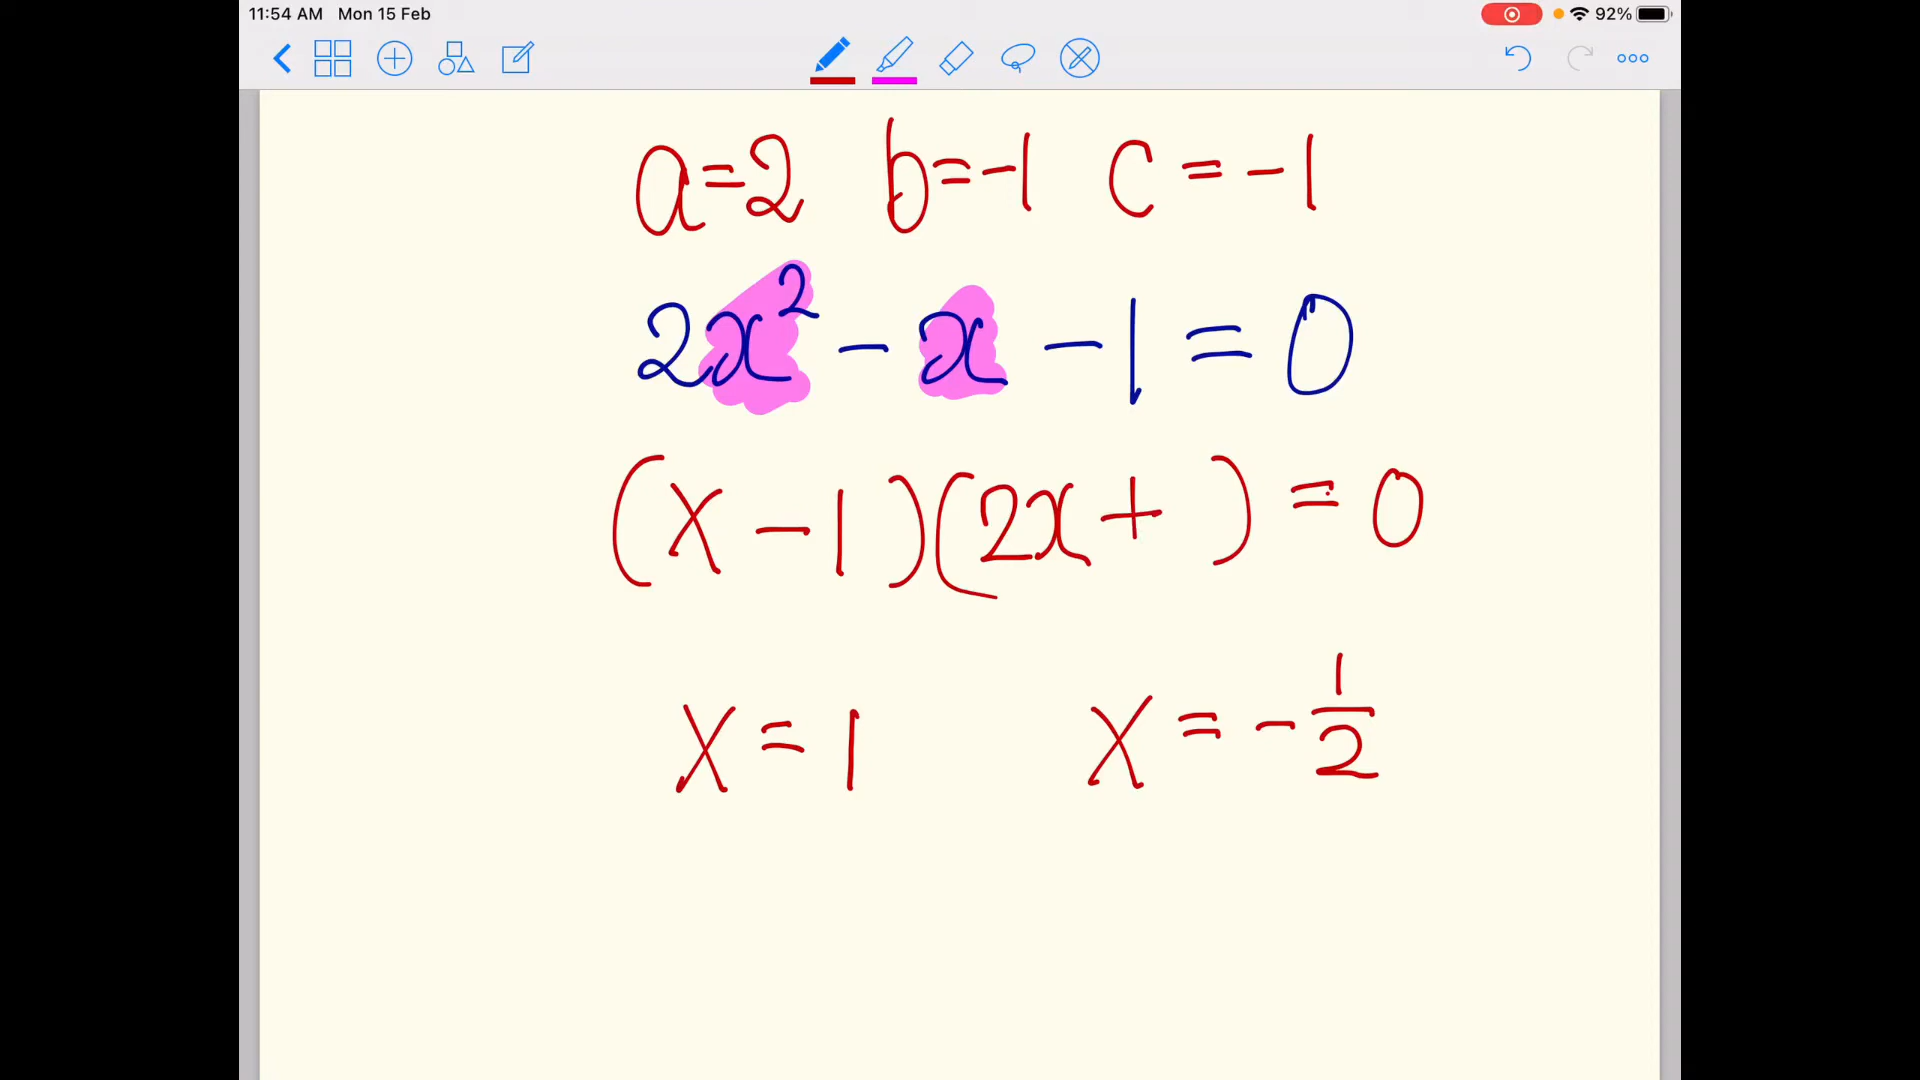 11:54 AM Mon 15 Feb 92%
a=2 b=-1 c=-1
2x² - x - 1 = 0
(x - 1)(2x + ) = 0
x = 1 x = -1/2